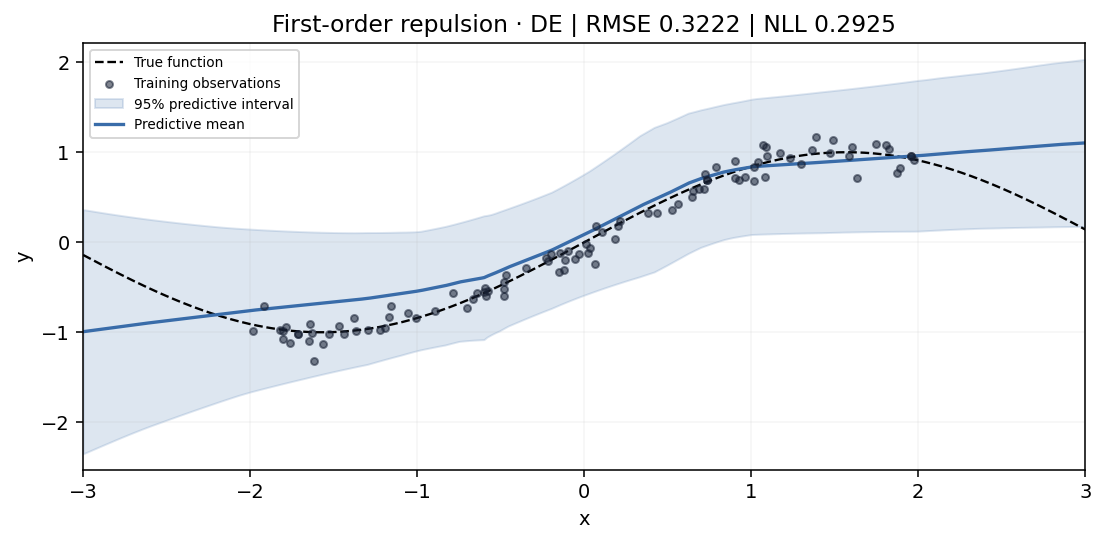 First-order repulsion · DE | RMSE 0.3222 | NLL 0.2925
True function
Training observations
95% predictive interval
Predictive mean
y
2
1
0
−1
−2
−3
−2
−1
0
1
2
3
x